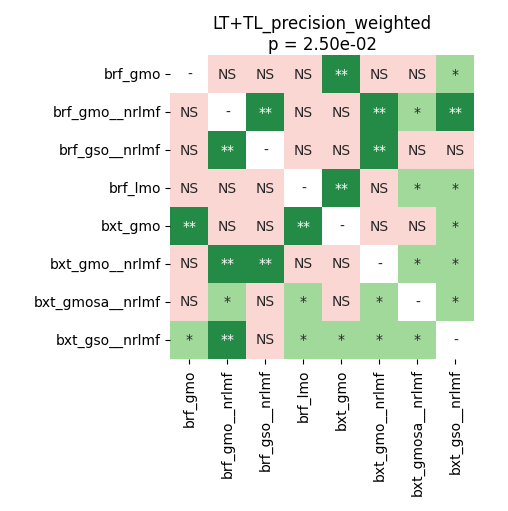 LT+TL_precision_weighted
p = 2.50e-02
brf_gmo - NS NS NS ** NS NS *
brf_gmo__nrlmf NS - ** NS NS ** * **
brf_gso__nrlmf NS ** - NS NS ** NS NS
brf_lmo NS NS NS - ** NS * *
bxt_gmo ** NS NS ** - NS NS *
bxt_gmo__nrlmf NS ** ** NS NS - * *
bxt_gmosa__nrlmf NS * NS * NS * - *
bxt_gso__nrlmf * ** NS * * * * -
brf_gmo
brf_gmo__nrlmf
brf_gso__nrlmf
brf_lmo
bxt_gmo
bxt_gmo__nrlmf
bxt_gmosa__nrlmf
bxt_gso__nrlmf